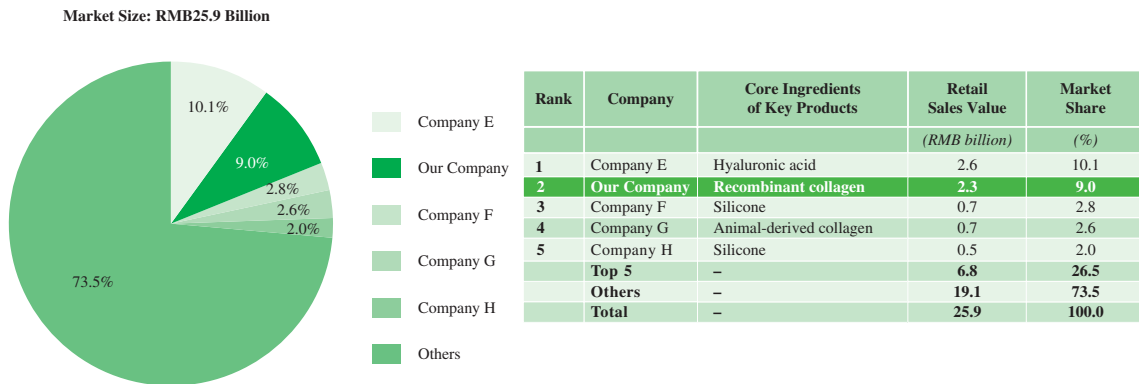 Market Size: RMB25.9 Billion
10.1%
9.0%
2.8%
2.6%
2.0%
73.5%
Company E
Our Company
Company F
Company G
Company H
Others
Rank Company Core Ingredients of Key Products Retail Sales Value Market Share
(RMB billion) (%)
1 Company E Hyaluronic acid 2.6 10.1
2 Our Company Recombinant collagen 2.3 9.0
3 Company F Silicone 0.7 2.8
4 Company G Animal-derived collagen 0.7 2.6
5 Company H Silicone 0.5 2.0
Top 5 – 6.8 26.5
Others – 19.1 73.5
Total – 25.9 100.0